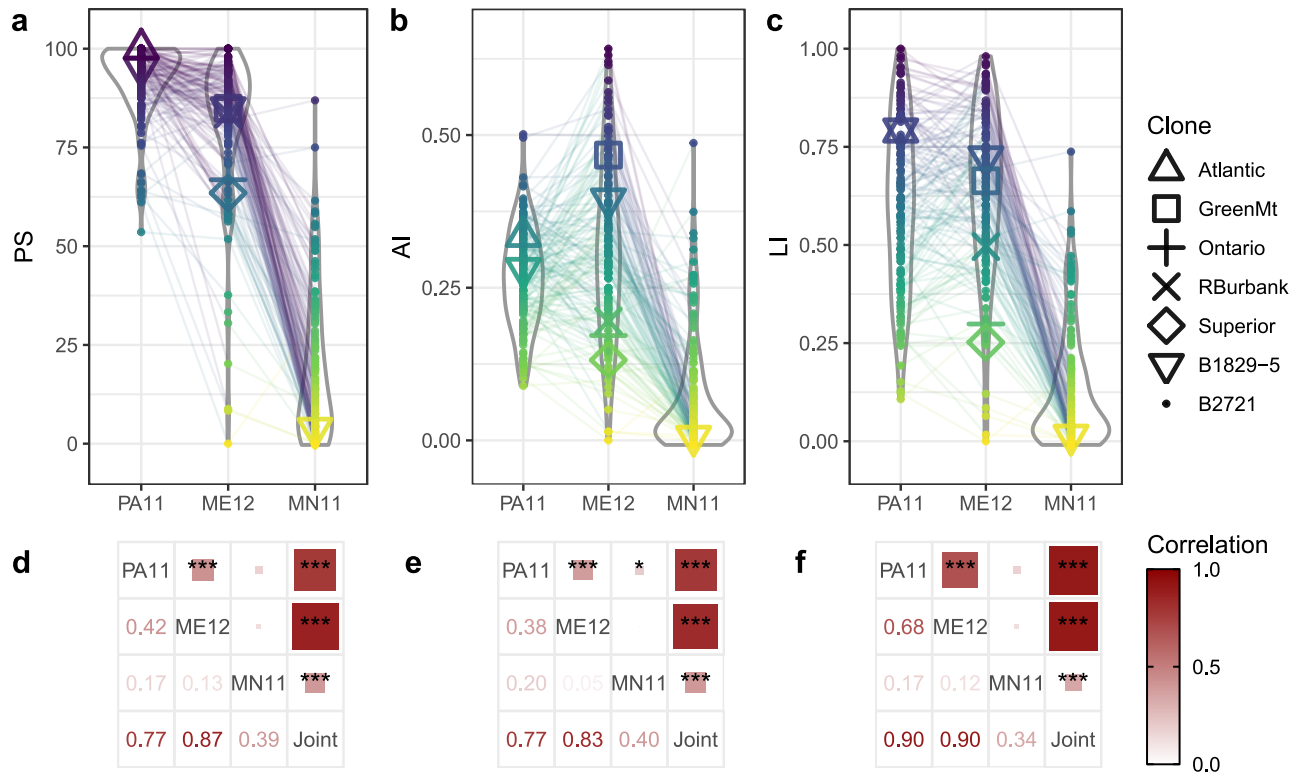 a
b
c
PS
100
75
50
25
0
PA11 ME12 MN11
AI
0.50
0.25
0.00
PA11 ME12 MN11
LI
1.00
0.75
0.50
0.25
0.00
PA11 ME12 MN11
Clone
Atlantic
GreenMt
Ontario
RBurbank
Superior
B1829−5
B2721
d
PA11 *** ***
0.42 ME12 ***
0.17 0.13 MN11 ***
0.77 0.87 0.39 Joint
e
PA11 *** * ***
0.38 ME12 ***
0.20 0.05 MN11 ***
0.77 0.83 0.40 Joint
f
PA11 *** ***
0.68 ME12 ***
0.17 0.12 MN11 ***
0.90 0.90 0.34 Joint
Correlation
1.0
0.5
0.0